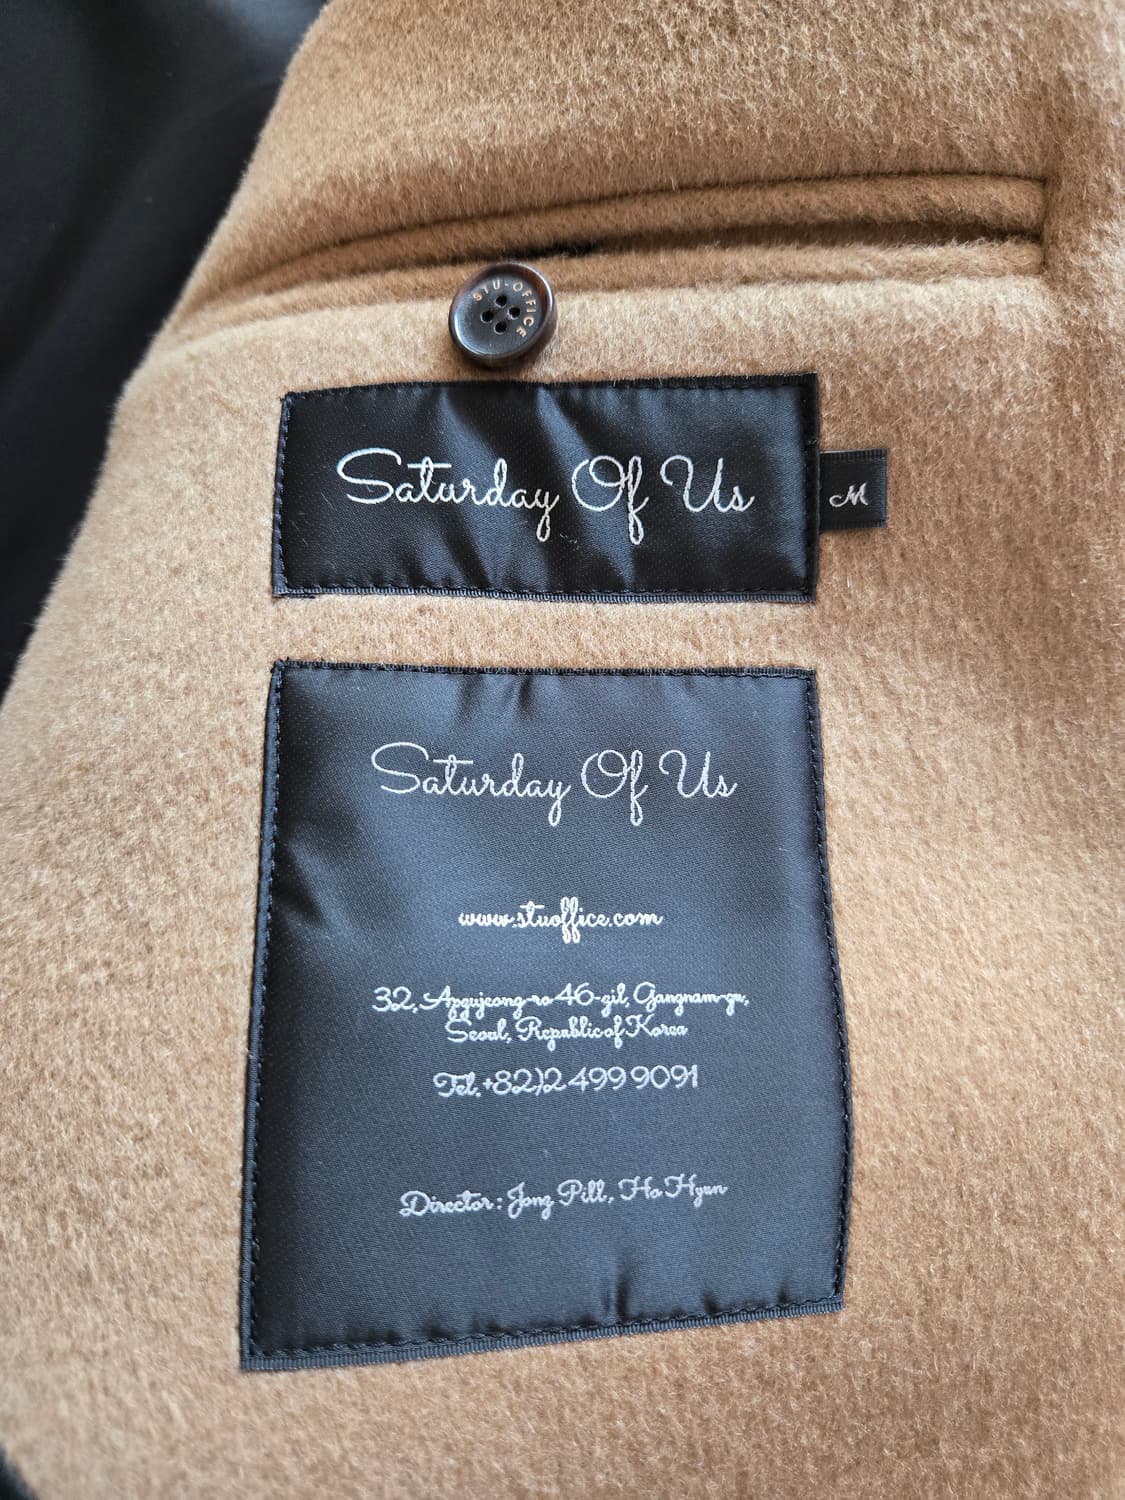 STU-OFFICE
Saturday Of Us
M
Saturday Of Us
www.stuoffice.com
32, Apgujeong-ro 46-gil, Gangnam-gu,
Seoul, Republic of Korea
Tel. +82)2 499 9091
Director : Jong Pill, Ho Hyun